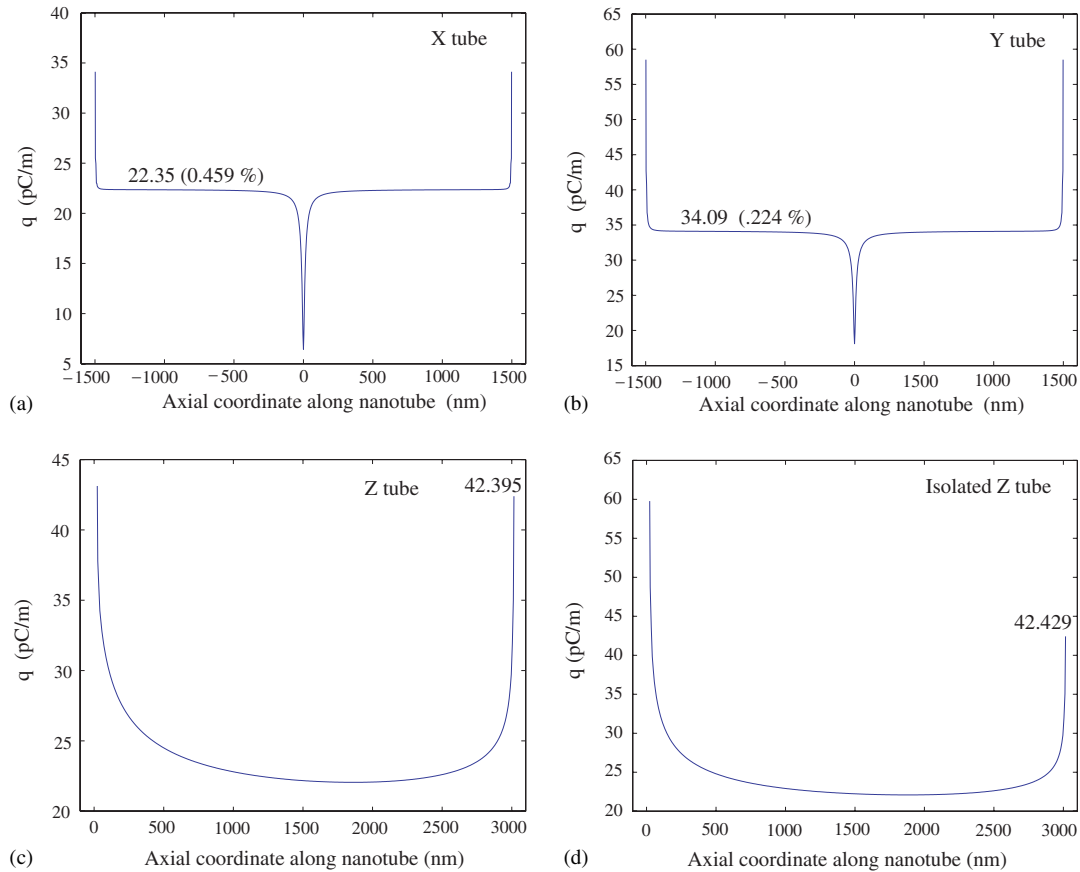 40
35
30
25
20
15
10
5
q (pC/m)
X tube
22.35 (0.459 %)
−1500 −1000 −500 0 500 1000 1500
(a) Axial coordinate along nanotube (nm)
65
60
55
50
45
40
35
30
25
20
15
q (pC/m)
Y tube
34.09 (.224 %)
−1500 −1000 −500 0 1500 1000 1500
(b) Axial coordinate along nanotube (nm)
45
40
35
30
25
20
q (pC/m)
Z tube
42.395
0 500 1000 1500 2000 2500 3000
(c) Axial coordinate along nanotube (nm)
65
60
55
50
45
40
35
30
25
20
q (pC/m)
Isolated Z tube
42.429
0 500 1000 1500 2000 2500 3000
(d) Axial coordinate along nanotube (nm)